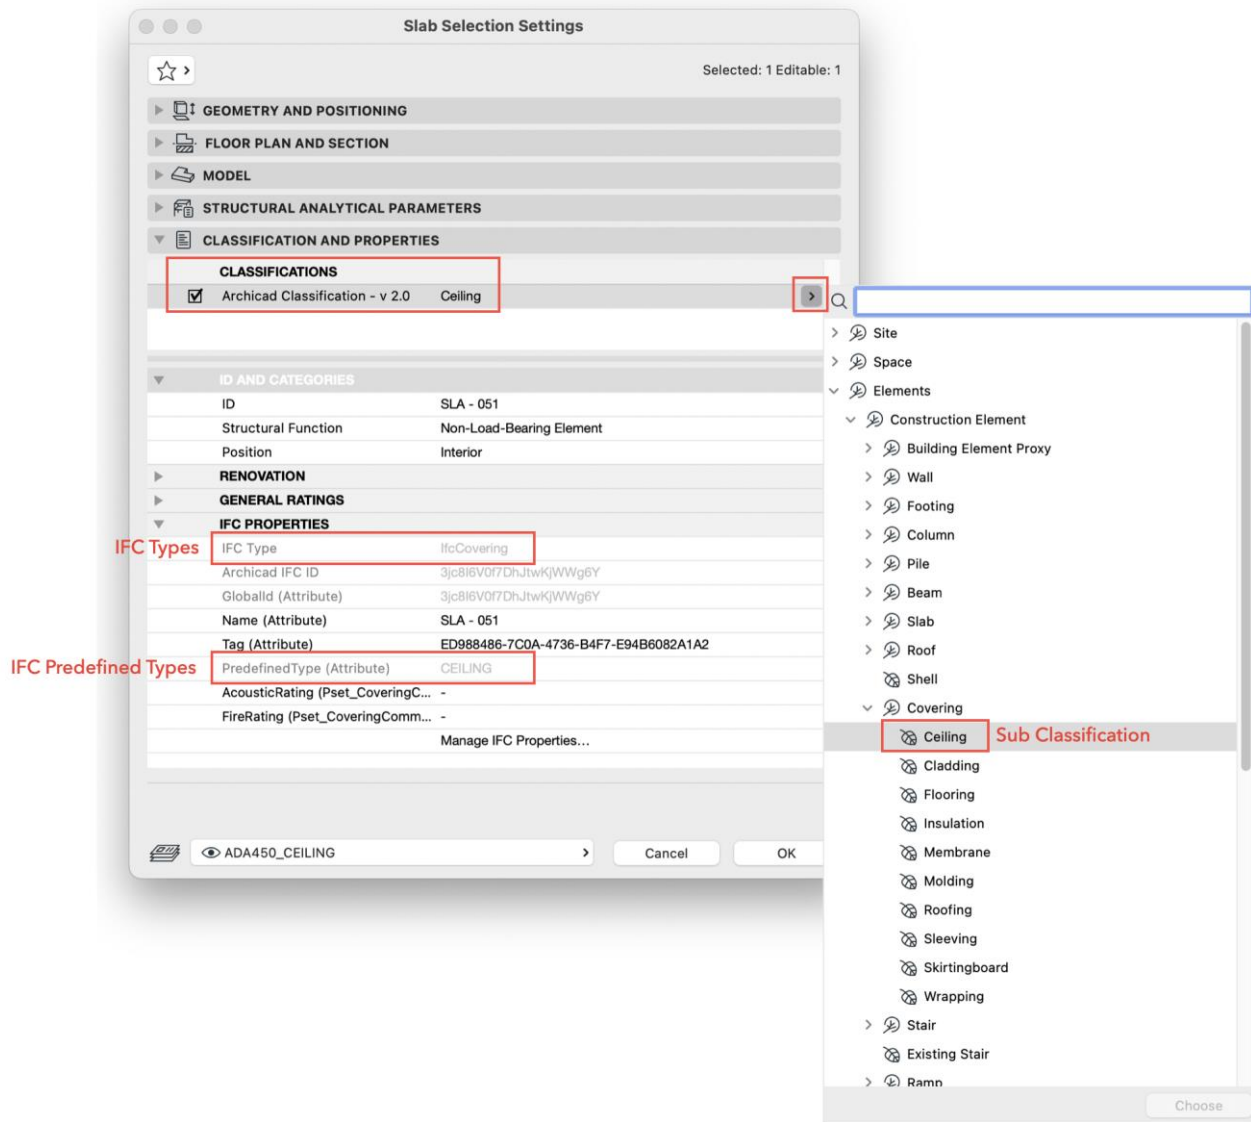 Slab Selection Settings
Selected: 1 Editable: 1
GEOMETRY AND POSITIONING
FLOOR PLAN AND SECTION
MODEL
STRUCTURAL ANALYTICAL PARAMETERS
CLASSIFICATION AND PROPERTIES
CLASSIFICATIONS
Archicad Classification - v 2.0 Ceiling
ID AND CATEGORIES
ID SLA - 051
Structural Function Non-Load-Bearing Element
Position Interior
RENOVATION
GENERAL RATINGS
IFC PROPERTIES
IFC Types IFC Type IfcCovering
Archicad IFC ID 3jc8I6V0f7DhJtwKjWWg6Y
GlobalId (Attribute) 3jc8I6V0f7DhJtwKjWWg6Y
Name (Attribute) SLA - 051
Tag (Attribute) ED988486-7C0A-4736-B4F7-E94B6082A1A2
IFC Predefined Types PredefinedType (Attribute) CEILING
AcousticRating (Pset_CoveringC... -
FireRating (Pset_CoveringComm... -
Manage IFC Properties...
ADA450_CEILING
Cancel
OK
Site
Space
Elements
Construction Element
Building Element Proxy
Wall
Footing
Column
Pile
Beam
Slab
Roof
Shell
Covering
Ceiling Sub Classification
Cladding
Flooring
Insulation
Membrane
Molding
Roofing
Sleeving
Skirtingboard
Wrapping
Stair
Existing Stair
Ramp
Choose